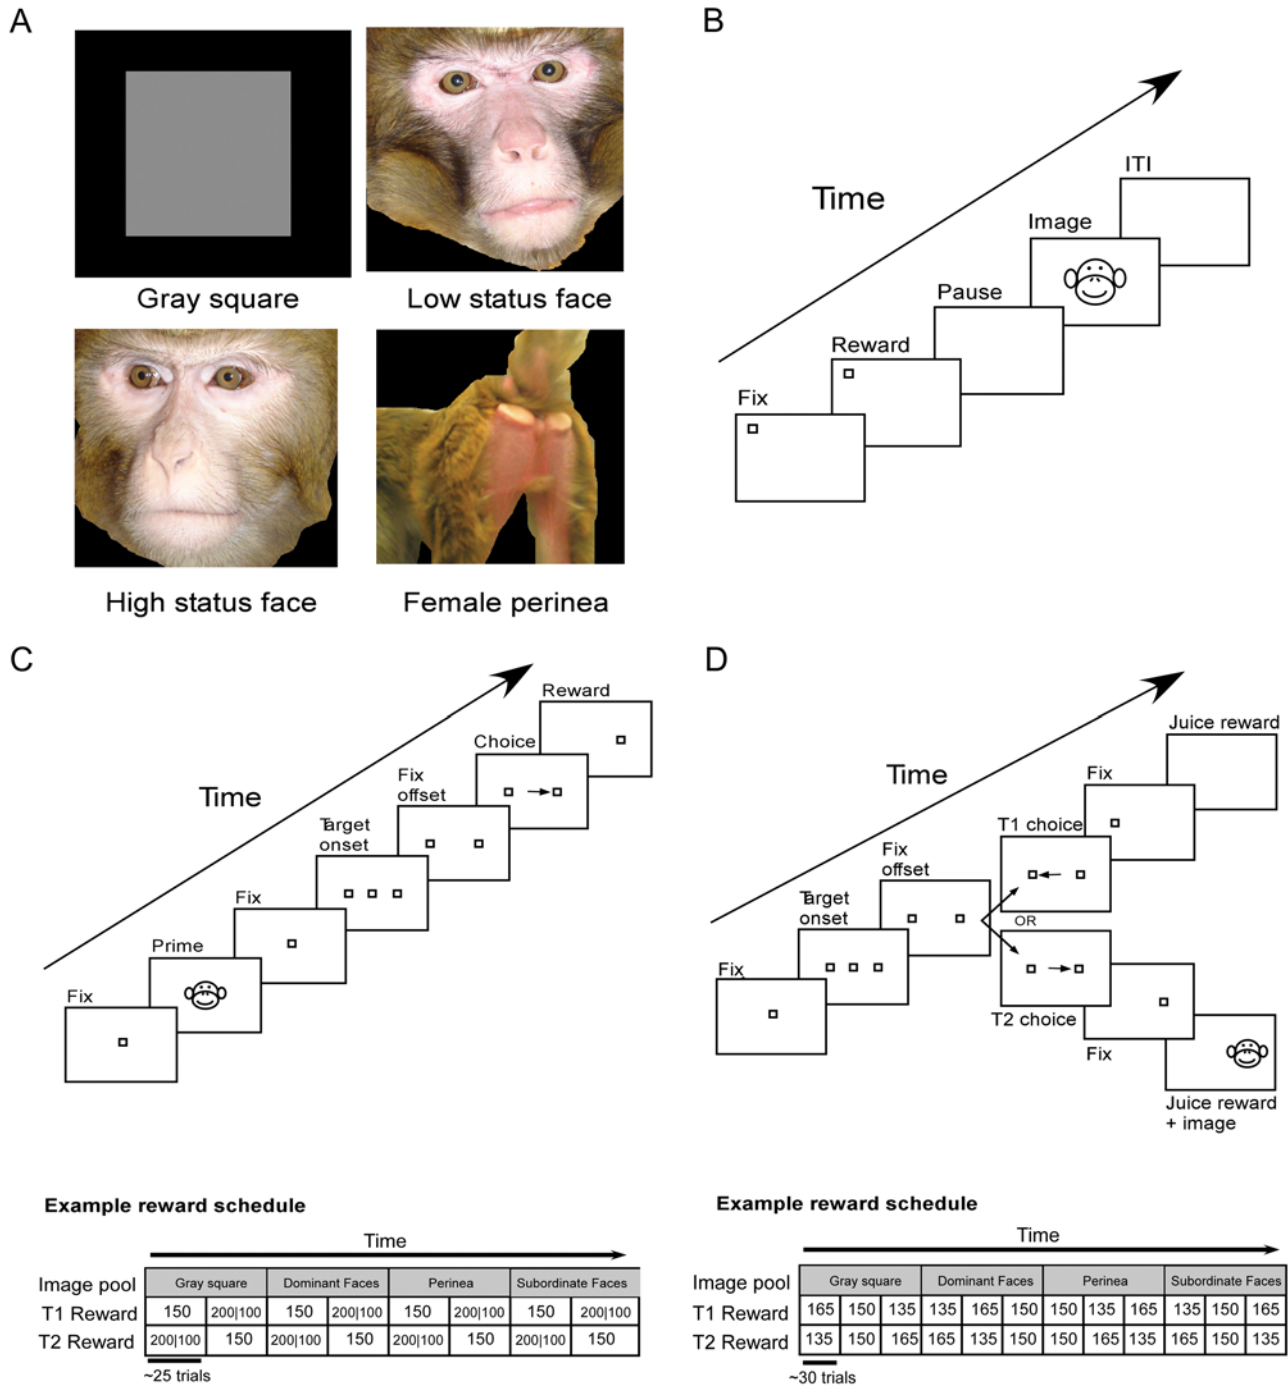 A
Gray square
Low status face
High status face
Female perinea
B
Time
Fix
Reward
Pause
Image
ITI
C
Time
Fix
Prime
Fix
Target
onset
Fix
offset
Choice
Reward
Example reward schedule
Time
Image pool Gray square Dominant Faces Perinea Subordinate Faces
T1 Reward 150 200|100 150 200|100 150 200|100 150 200|100
T2 Reward 200|100 150 200|100 150 200|100 150 200|100 150
~25 trials
D
Time
Fix
Target
onset
Fix
offset
T1 choice
Fix
Juice reward
OR
T2 choice
Fix
Juice reward
+ image
Example reward schedule
Time
Image pool Gray square Dominant Faces Perinea Subordinate Faces
T1 Reward 165 150 135 135 165 150 150 135 165 135 150 165
T2 Reward 135 150 165 165 135 150 150 165 135 165 150 135
~30 trials